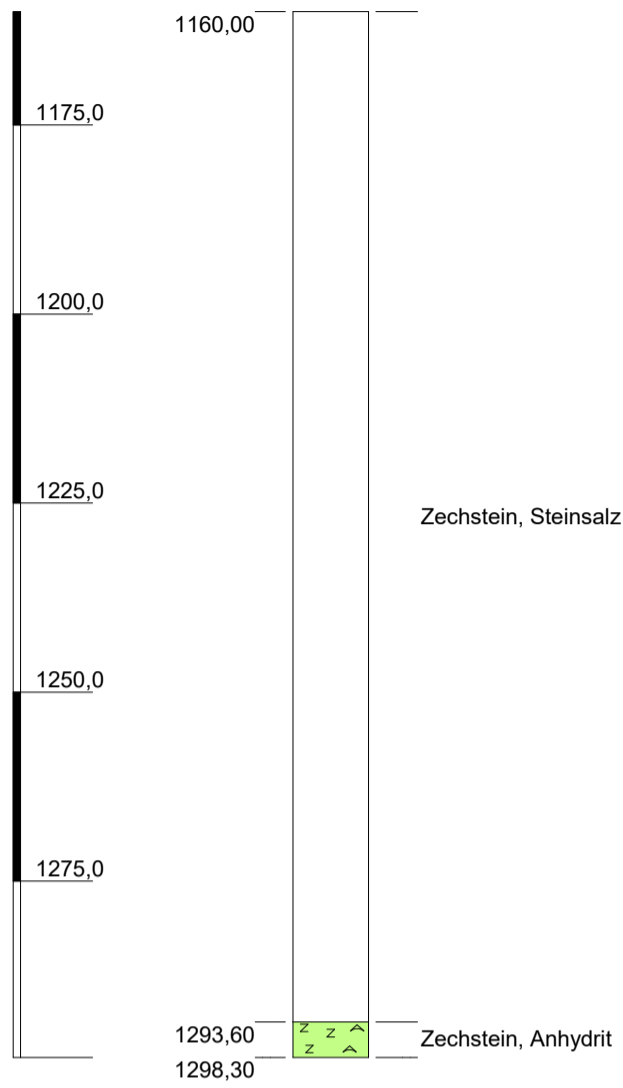 1160,00
1175,0
1200,0
1225,0
Zechstein, Steinsalz
1250,0
1275,0
1293,60
Z Z A
Zechstein, Anhydrit
Z A
1298,30